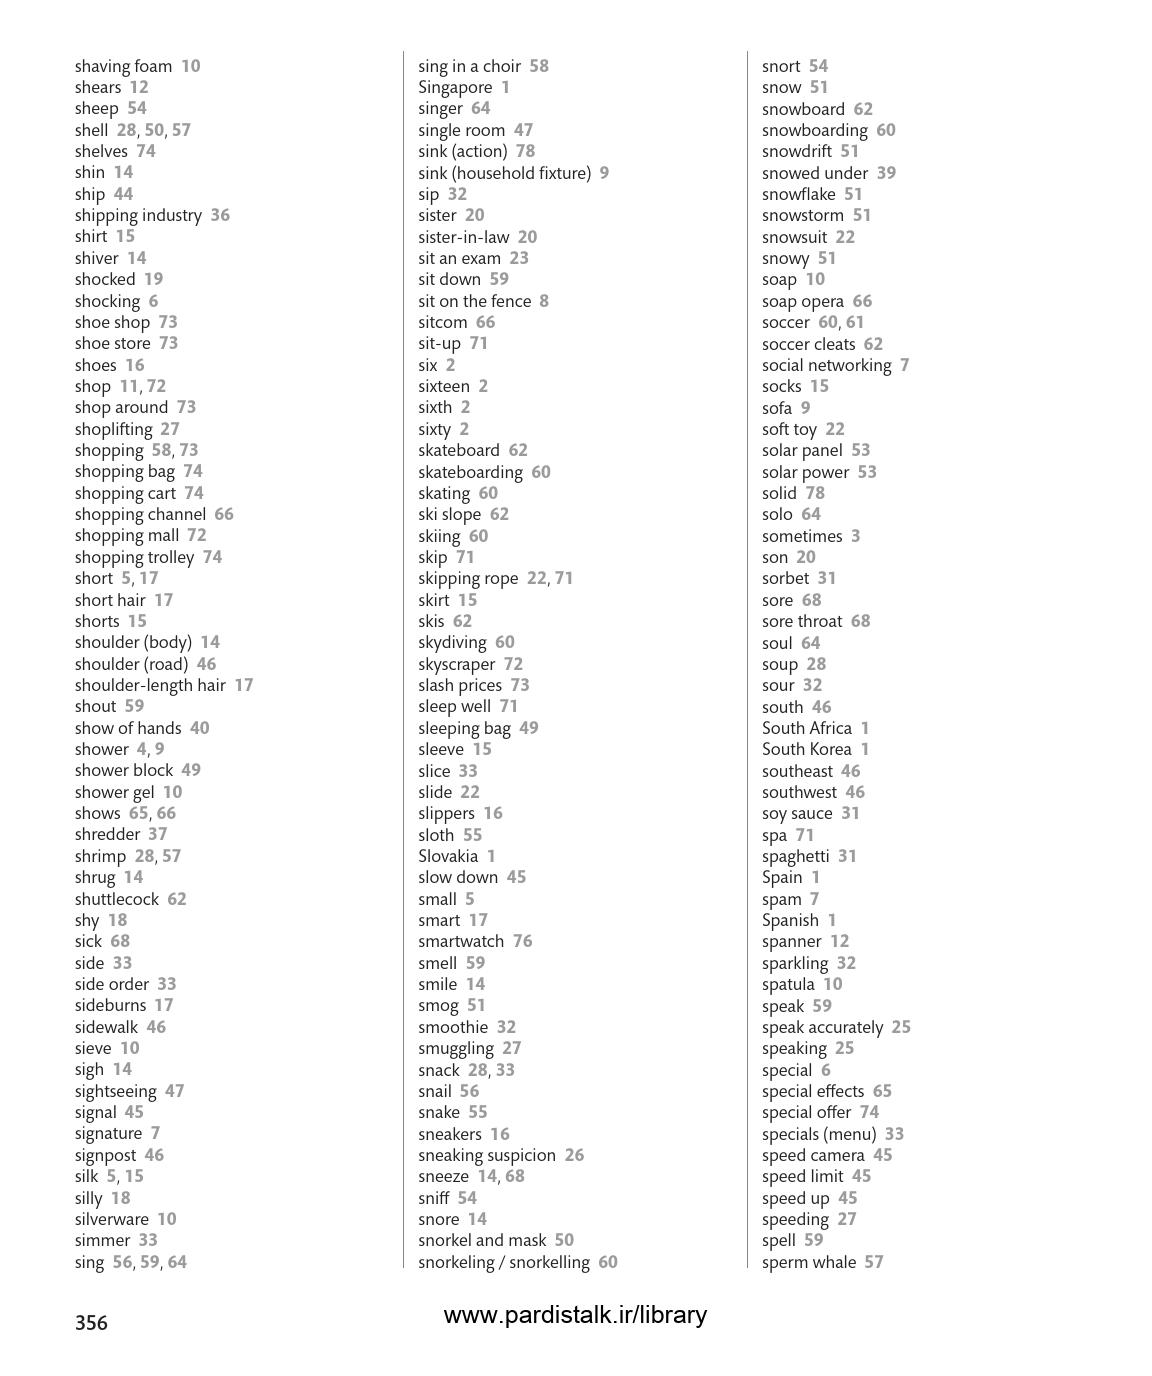 shaving foam 10
shears 12
sheep 54
shell 28, 50, 57
shelves 74
shin 14
ship 44
shipping industry 36
shirt 15
shiver 14
shocked 19
shocking 6
shoe shop 73
shoe store 73
shoes 16
shop 11, 72
shop around 73
shoplifting 27
shopping 58, 73
shopping bag 74
shopping cart 74
shopping channel 66
shopping mall 72
shopping trolley 74
short 5, 17
short hair 17
shorts 15
shoulder (body) 14
shoulder (road) 46
shoulder-length hair 17
shout 59
show of hands 40
shower 4, 9
shower block 49
shower gel 10
shows 65, 66
shredder 37
shrimp 28, 57
shrug 14
shuttlecock 62
shy 18
sick 68
side 33
side order 33
sideburns 17
sidewalk 46
sieve 10
sigh 14
sightseeing 47
signal 45
signature 7
signpost 46
silk 5, 15
silly 18
silverware 10
simmer 33
sing 56, 59, 64
sing in a choir 58
Singapore 1
singer 64
single room 47
sink (action) 78
sink (household fixture) 9
sip 32
sister 20
sister-in-law 20
sit an exam 23
sit down 59
sit on the fence 8
sitcom 66
sit-up 71
six 2
sixteen 2
sixth 2
sixty 2
skateboard 62
skateboarding 60
skating 60
ski slope 62
skiing 60
skip 71
skipping rope 22, 71
skirt 15
skis 62
skydiving 60
skyscraper 72
slash prices 73
sleep well 71
sleeping bag 49
sleeve 15
slice 33
slide 22
slippers 16
sloth 55
Slovakia 1
slow down 45
small 5
smart 17
smartwatch 76
smell 59
smile 14
smog 51
smoothie 32
smuggling 27
snack 28, 33
snail 56
snake 55
sneakers 16
sneaking suspicion 26
sneeze 14, 68
sniff 54
snore 14
snorkel and mask 50
snorkeling / snorkelling 60
snort 54
snow 51
snowboard 62
snowboarding 60
snowdrift 51
snowed under 39
snowflake 51
snowstorm 51
snowsuit 22
snowy 51
soap 10
soap opera 66
soccer 60, 61
soccer cleats 62
social networking 7
socks 15
sofa 9
soft toy 22
solar panel 53
solar power 53
solid 78
solo 64
sometimes 3
son 20
sorbet 31
sore 68
sore throat 68
soul 64
soup 28
sour 32
south 46
South Africa 1
South Korea 1
southeast 46
southwest 46
soy sauce 31
spa 71
spaghetti 31
Spain 1
spam 7
Spanish 1
spanner 12
sparkling 32
spatula 10
speak 59
speak accurately 25
speaking 25
special 6
special effects 65
special offer 74
specials (menu) 33
speed camera 45
speed limit 45
speed up 45
speeding 27
spell 59
sperm whale 57
356
www.pardistalk.ir/library